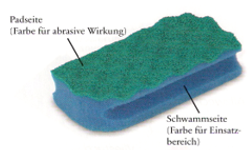 Padseite
(Farbe für abrasive Wirkung)
Schwammseite
(Farbe für Einsatz-
bereich)